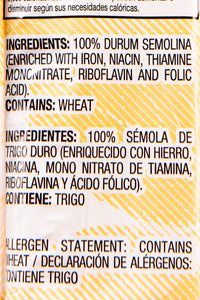 disminuir según sus necesidades calóricas.
INGREDIENTS: 100% DURUM SEMOLINA
(ENRICHED WITH IRON, NIACIN, THIAMINE
MONONITRATE, RIBOFLAVIN AND FOLIC
ACID).
CONTAINS: WHEAT
INGREDIENTES: 100% SÉMOLA DE
TRIGO DURO (ENRIQUECIDO CON HIERRO,
NIACINA, MONO NITRATO DE TIAMINA,
RIBOFLAVINA Y ÁCIDO FÓLICO).
CONTIENE: TRIGO
ALLERGEN STATEMENT: CONTAINS
WHEAT / DECLARACIÓN DE ALÉRGENOS:
CONTIENE TRIGO